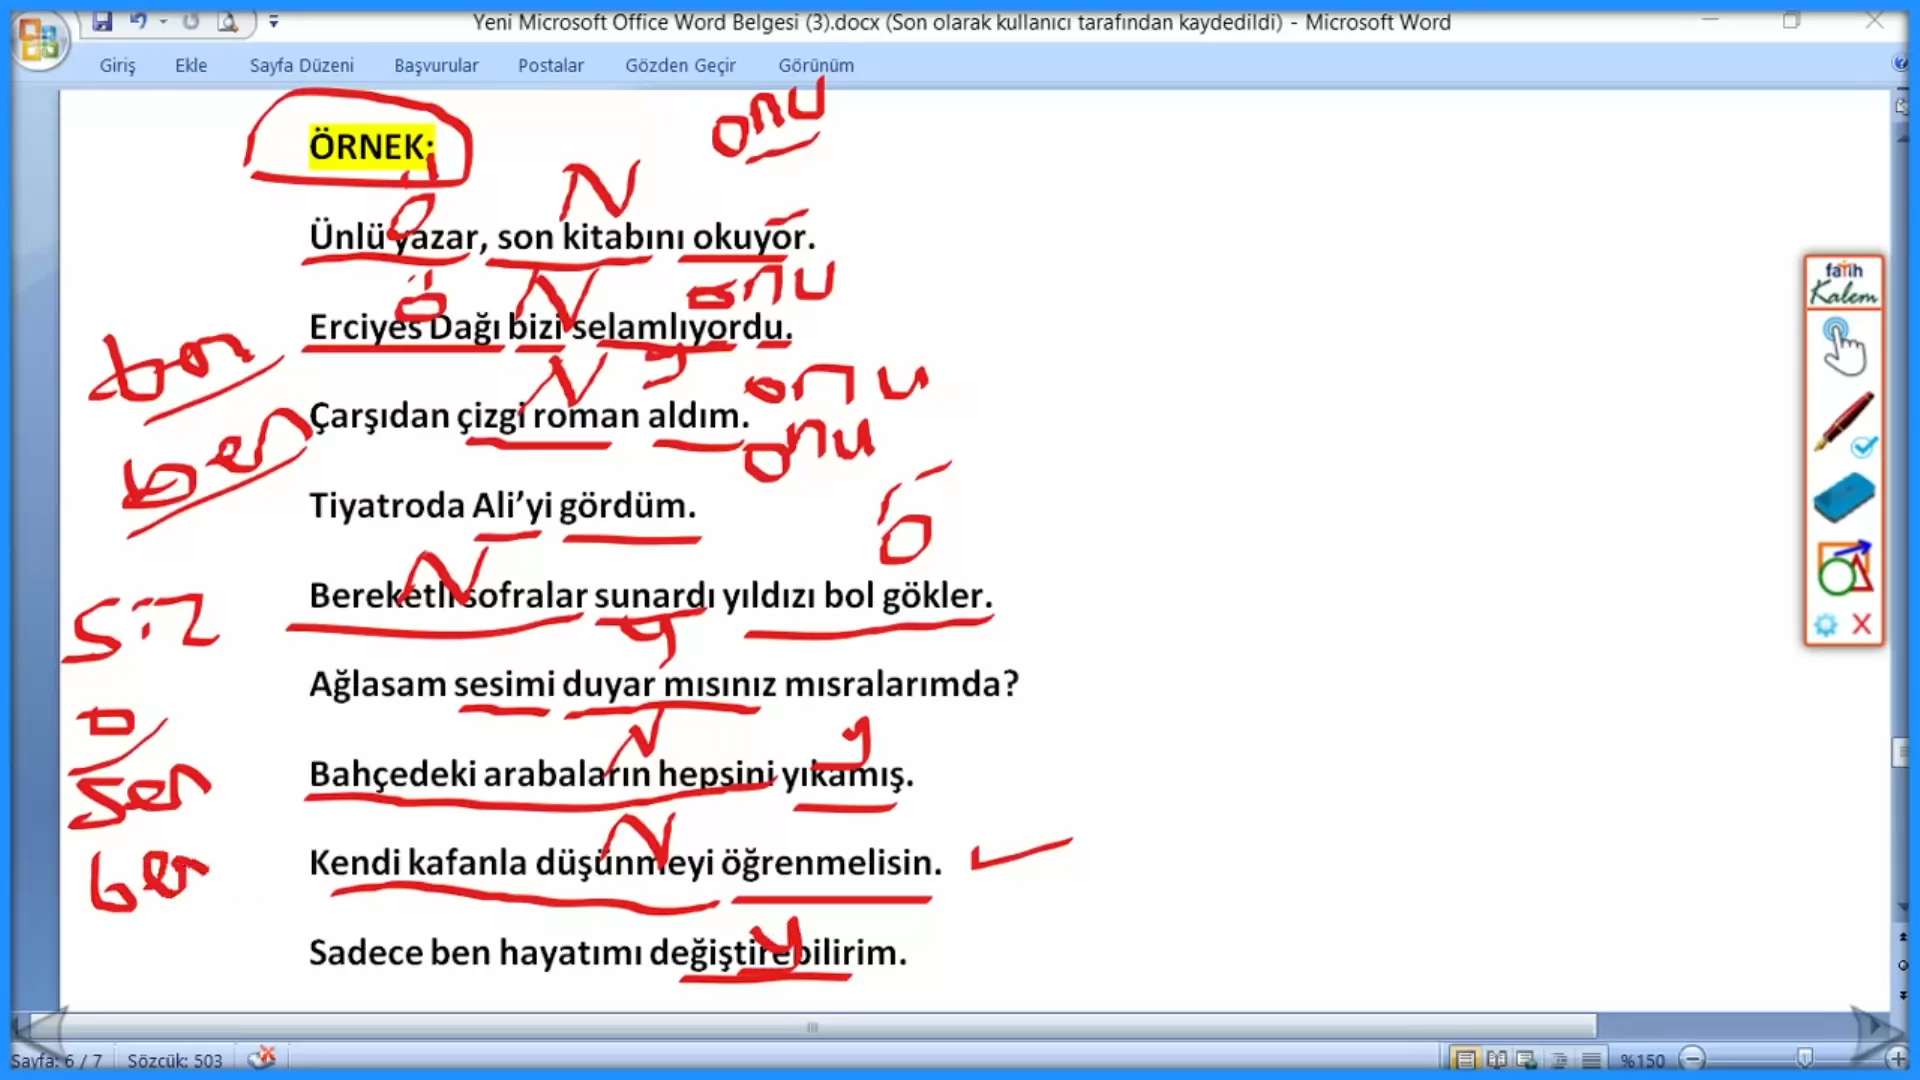 Yeni Microsoft Office Word Belgesi (3).docx (Son olarak kullanıcı tarafından kaydedildi) - Microsoft Word
Giriş Ekle Sayfa Düzeni Başvurular Postalar Gözden Geçir Görünüm
onu
ÖRNEK:
N
Ö
Ünlü yazar, son kitabını okuyor.
Ö N onu
Erciyes Dağı bizi selamlıyordu.
ben N y onu
Çarşıdan çizgi roman aldım.
ben onu
Tiyatroda Ali’yi gördüm.
N Ö
Bereketli sofralar sunardı yıldızı bol gökler.
siz y
Ağlasam sesimi duyar mısınız mısralarımda?
o N y
Bahçedeki arabaların hepsini yıkamış.
sen N
Kendi kafanla düşünmeyi öğrenmelisin.
ben y
Sadece ben hayatımı değiştirebilirim.
fatih
Kalem
Sayfa: 6 / 7 Sözcük: 503 %150